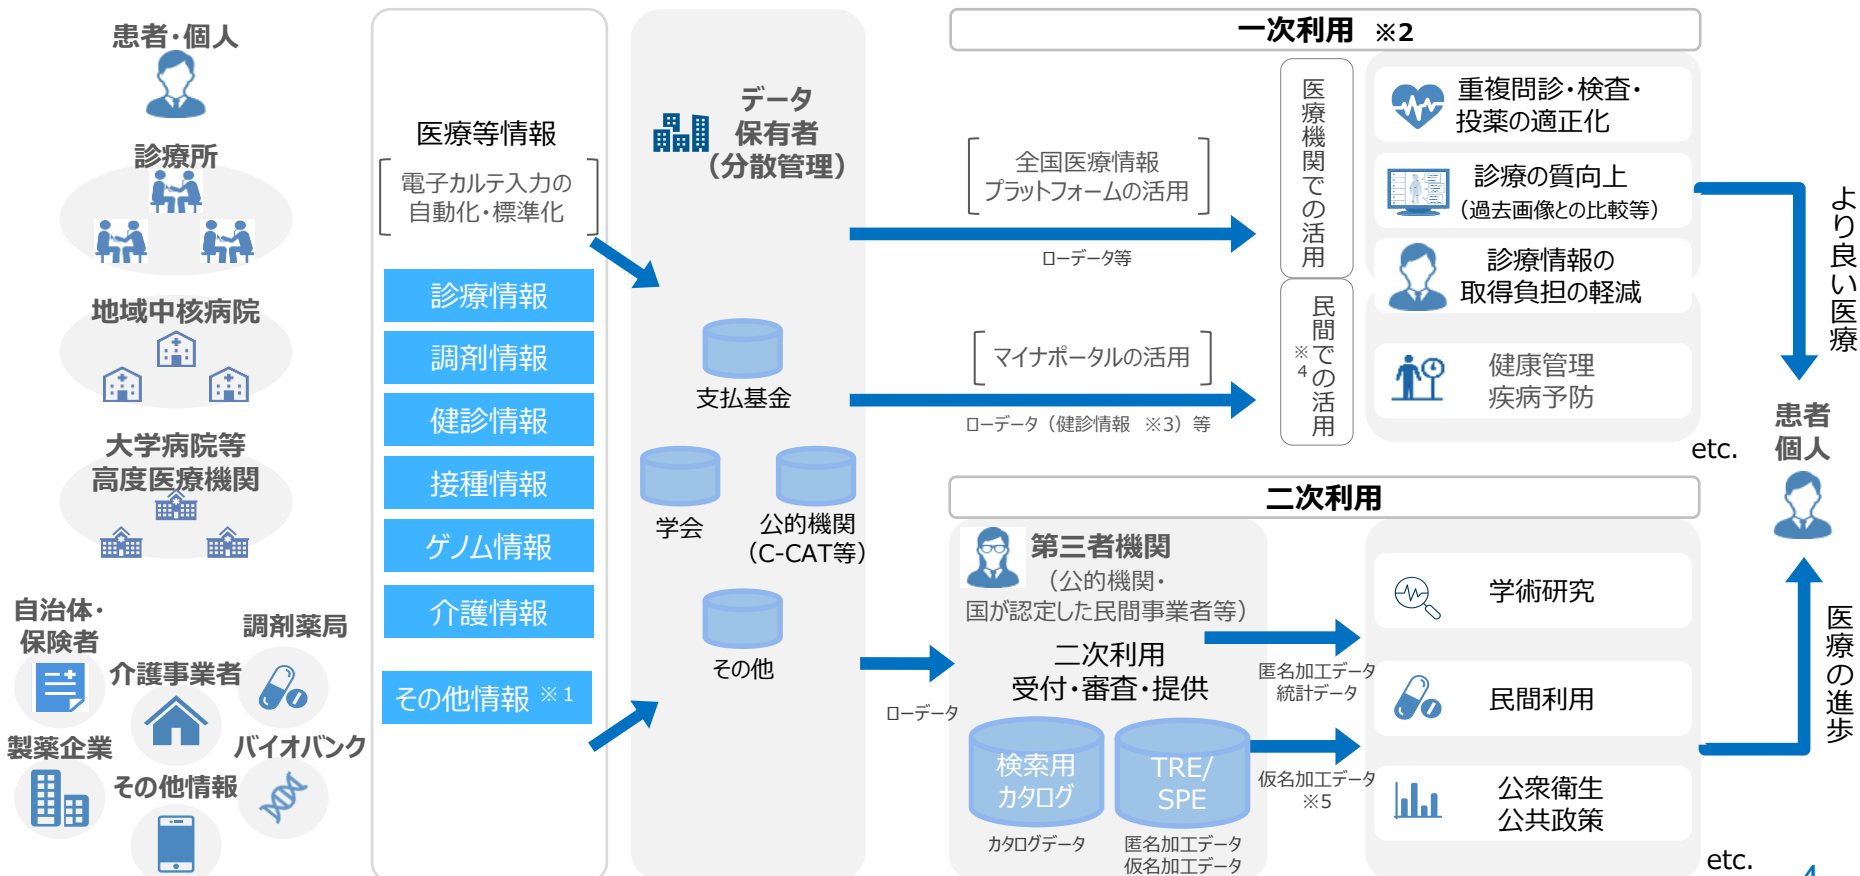 患者・個人
診療所
地域中核病院
大学病院等
高度医療機関
自治体・
保険者
調剤薬局
介護事業者
製薬企業
バイオバンク
その他情報
医療等情報
電子カルテ入力の
自動化・標準化
診療情報
調剤情報
健診情報
接種情報
ゲノム情報
介護情報
その他情報 ※1
データ
保有者
（分散管理）
支払基金
学会
公的機関
（C-CAT等）
その他
一次利用 ※2
全国医療情報
プラットフォームの活用
ローデータ等
マイナポータルの活用
ローデータ（健診情報 ※3）等
医療機関での活用
民間での活用
※4
重複問診・検査・
投薬の適正化
診療の質向上
（過去画像との比較等）
診療情報の
取得負担の軽減
健康管理
疾病予防
etc.
より良い医療
患者
個人
二次利用
第三者機関
（公的機関・
国が認定した民間事業者等）
二次利用
受付・審査・提供
ローデータ
検索用
カタログ
カタログデータ
TRE/
SPE
匿名加工データ
仮名加工データ
匿名加工データ
統計データ
仮名加工データ
※5
学術研究
民間利用
公衆衛生
公共政策
etc.
医療の進歩
4